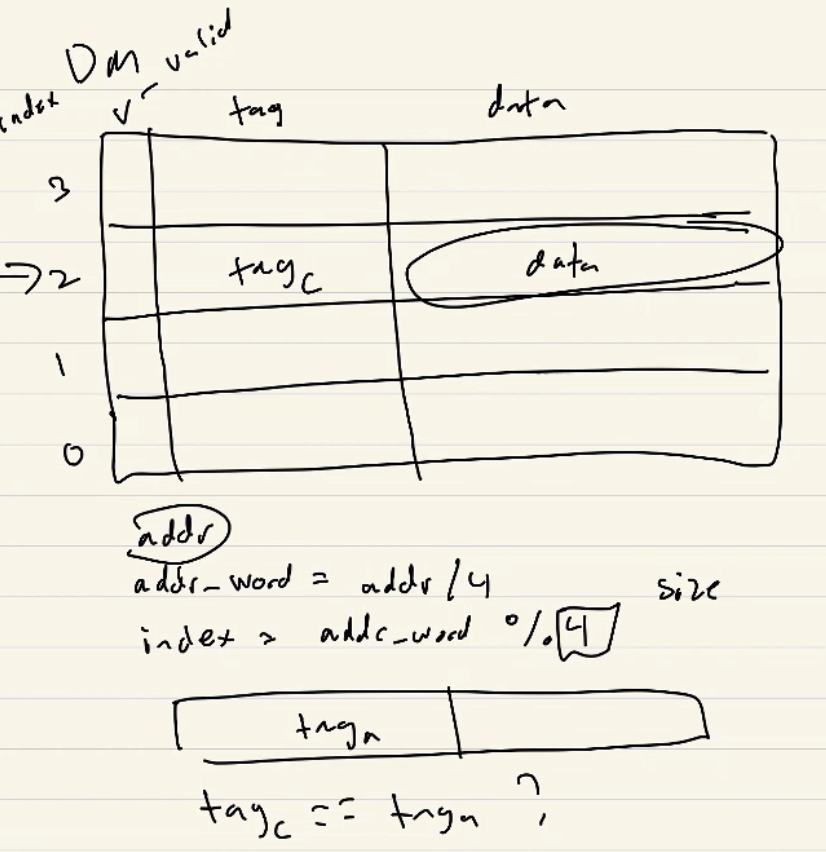 DM valid
index v tag data
3
⇒ 2 tag_c data
1
0
addr
addr_word = addr / 4 size
index = addr_word % 4
tag_a
tag_c == tag_a ?